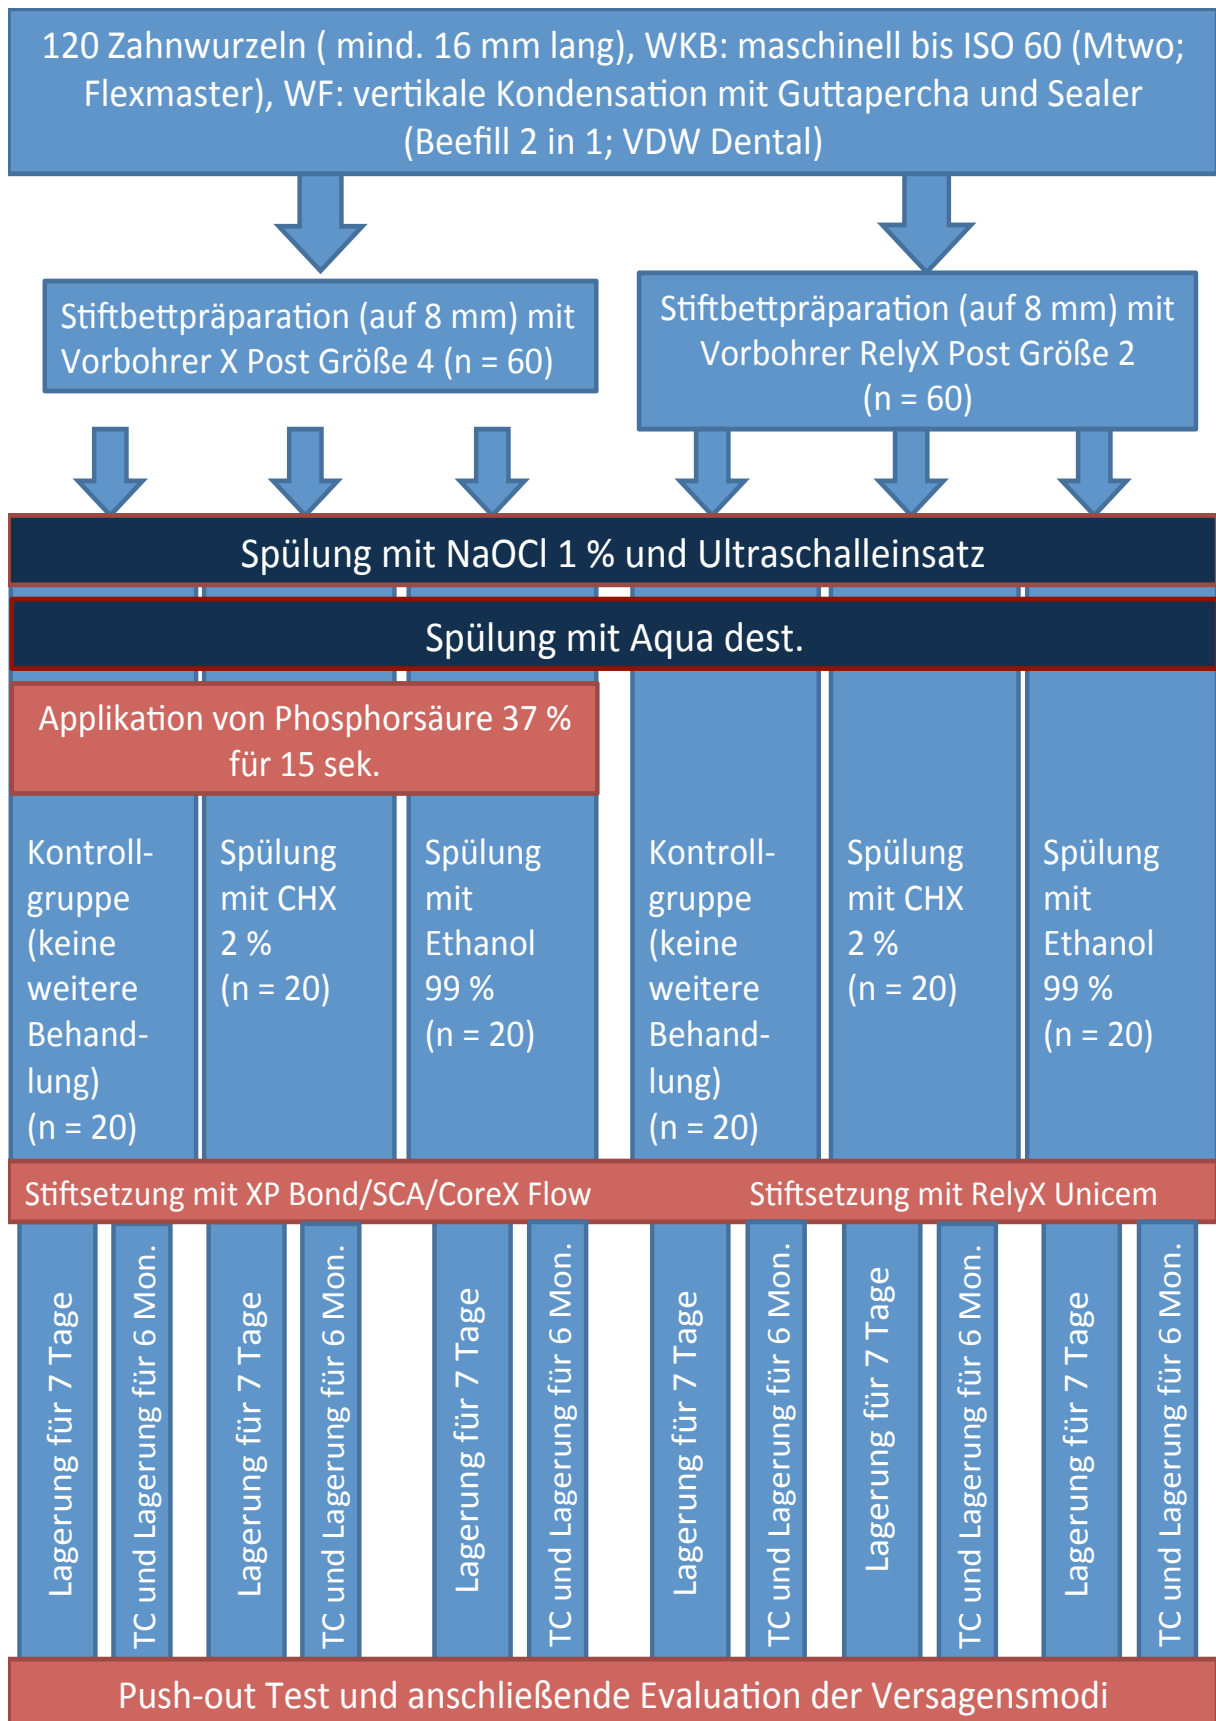 120 Zahnwurzeln ( mind. 16 mm lang), WKB: maschinell bis ISO 60 (Mtwo;
Flexmaster), WF: vertikale Kondensation mit Guttapercha und Sealer
(Beefill 2 in 1; VDW Dental)
Stiftbettpräparation (auf 8 mm) mit
Vorbohrer X Post Größe 4 (n = 60)
Stiftbettpräparation (auf 8 mm) mit
Vorbohrer RelyX Post Größe 2
(n = 60)
Spülung mit NaOCl 1 % und Ultraschalleinsatz
Spülung mit Aqua dest.
Applikation von Phosphorsäure 37 %
für 15 sek.
Kontroll-
gruppe
(keine
weitere
Behand-
lung)
(n = 20)
Spülung
mit CHX
2 %
(n = 20)
Spülung
mit
Ethanol
99 %
(n = 20)
Kontroll-
gruppe
(keine
weitere
Behand-
lung)
(n = 20)
Spülung
mit CHX
2 %
(n = 20)
Spülung
mit
Ethanol
99 %
(n = 20)
Stiftsetzung mit XP Bond/SCA/CoreX Flow
Stiftsetzung mit RelyX Unicem
Lagerung für 7 Tage
TC und Lagerung für 6 Mon.
Lagerung für 7 Tage
TC und Lagerung für 6 Mon.
Lagerung für 7 Tage
TC und Lagerung für 6 Mon.
Lagerung für 7 Tage
TC und Lagerung für 6 Mon.
Lagerung für 7 Tage
TC und Lagerung für 6 Mon.
Lagerung für 7 Tage
TC und Lagerung für 6 Mon.
Push-out Test und anschließende Evaluation der Versagensmodi